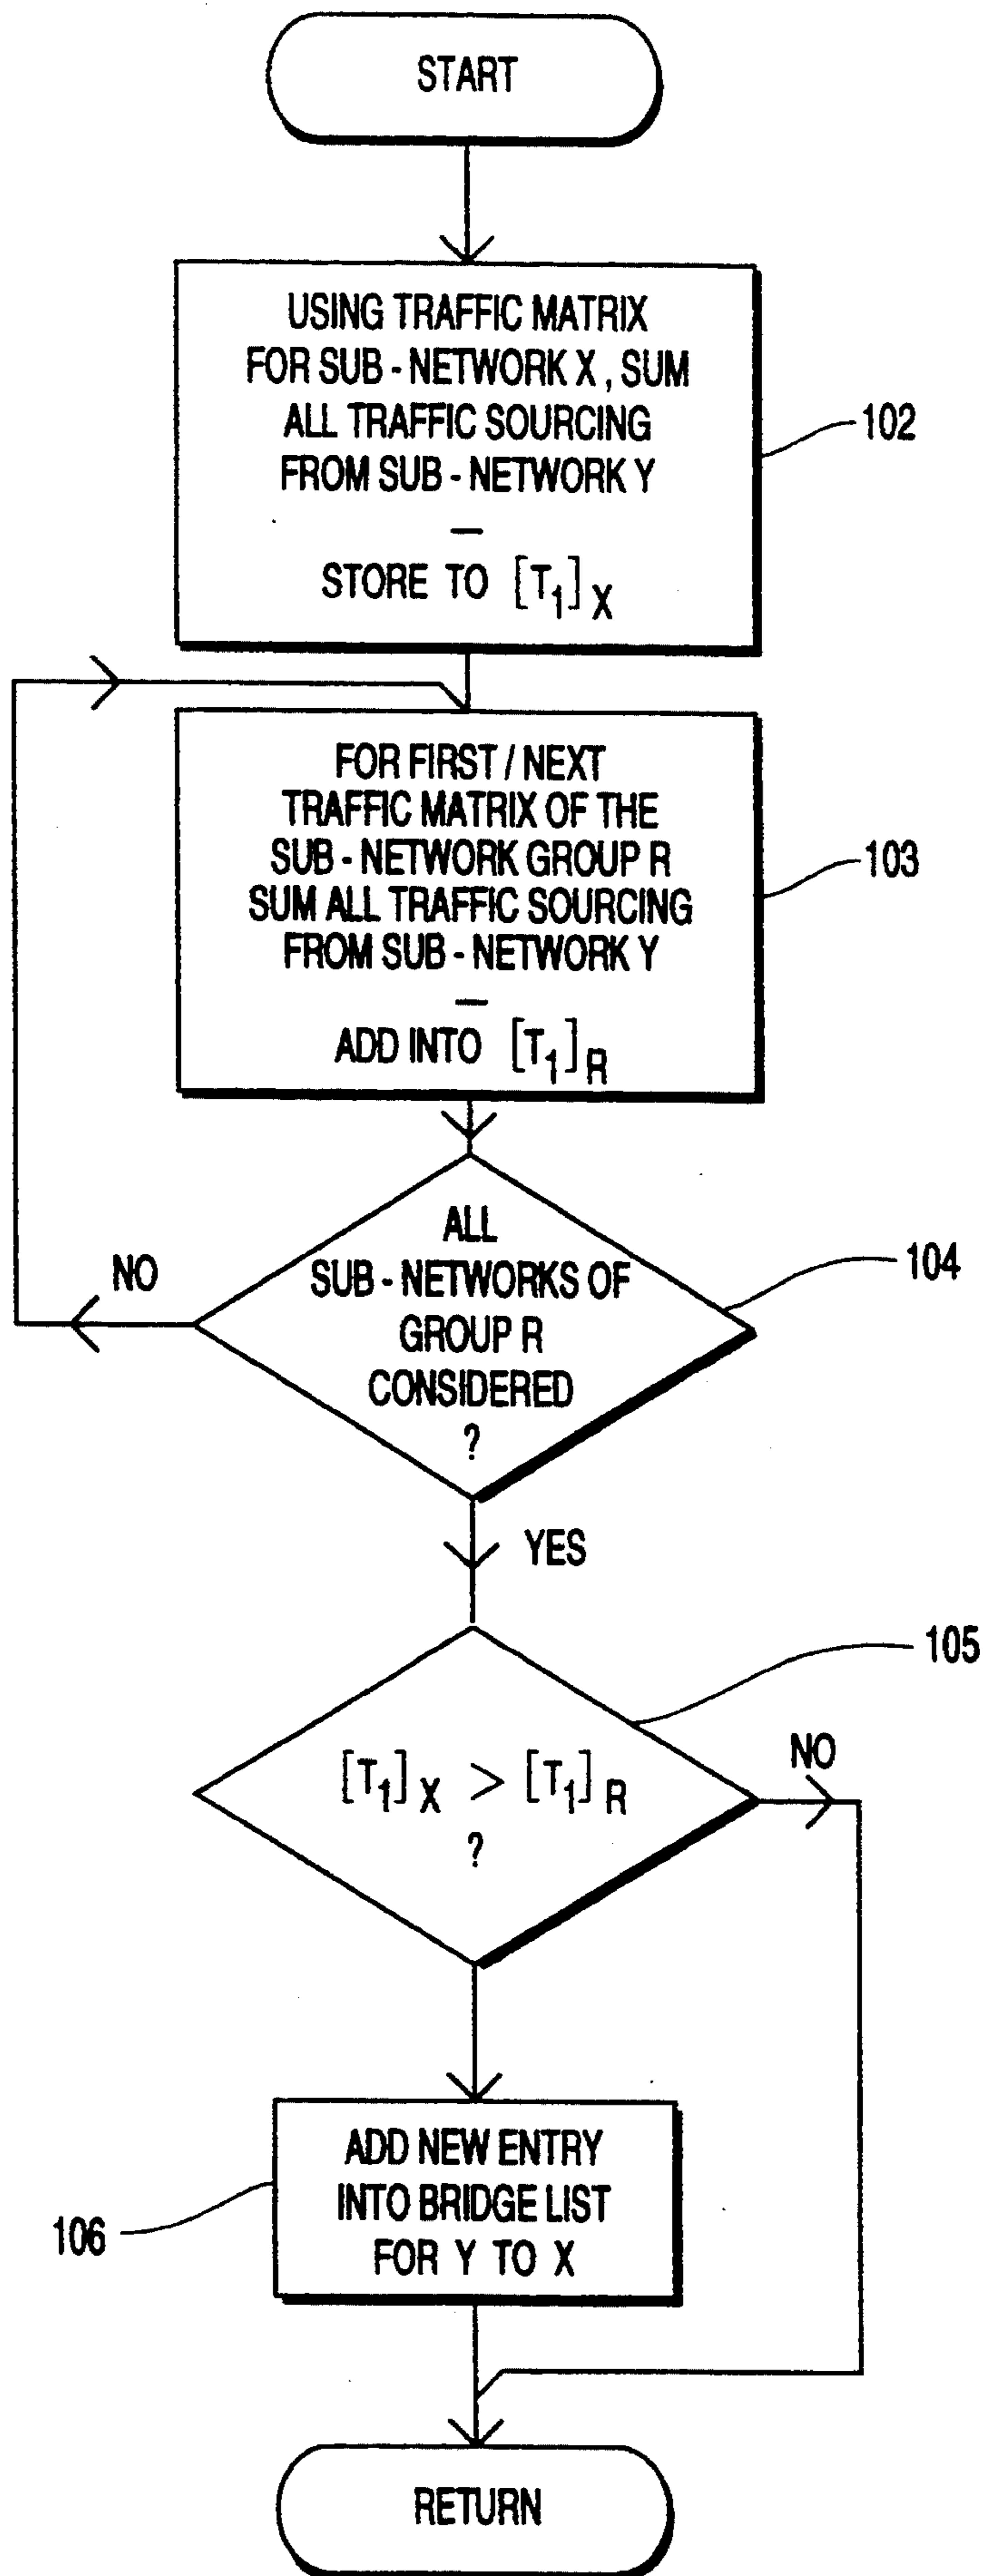 START
USING TRAFFIC MATRIX
FOR SUB - NETWORK X , SUM
ALL TRAFFIC SOURCING
FROM SUB - NETWORK Y
—
STORE TO [T1]X
102
FOR FIRST / NEXT
TRAFFIC MATRIX OF THE
SUB - NETWORK GROUP R
SUM ALL TRAFFIC SOURCING
FROM SUB - NETWORK Y
—
ADD INTO [T1]R
103
ALL
SUB - NETWORKS OF
GROUP R
CONSIDERED
?
104
NO
YES
105
[T1]X > [T1]R
?
NO
ADD NEW ENTRY
INTO BRIDGE LIST
FOR Y TO X
106
RETURN